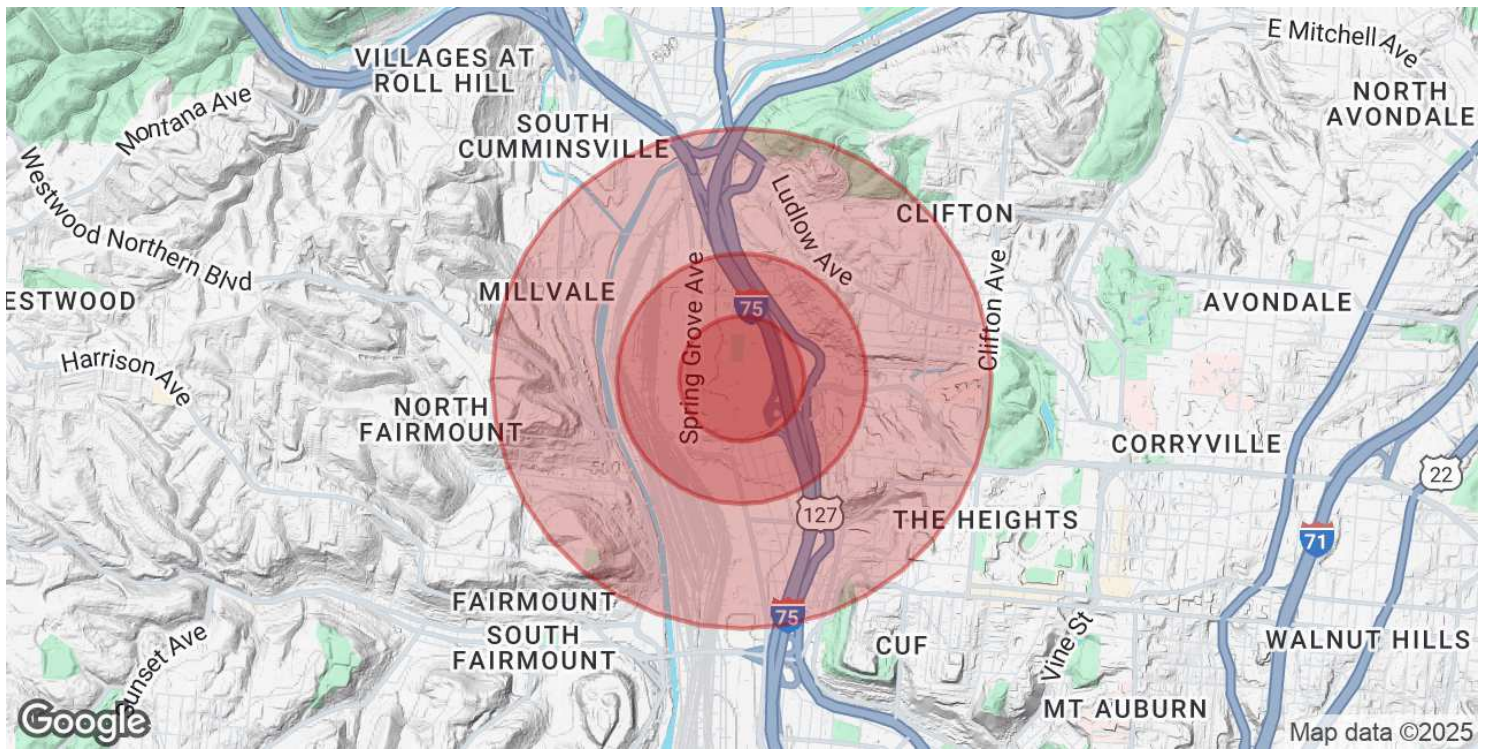 E Mitchell Ave
VILLAGES AT
ROLL HILL
500
Montana Ave
NORTH
AVONDALE
SOUTH
CUMMINSVILLE
Westwood Northern Blvd
Ludlow Ave
CLIFTON
Clifton Ave
MILLVALE
ESTWOOD
Spring Grove Ave
75
AVONDALE
Harrison Ave
NORTH
FAIRMOUNT
500
CORRYVILLE
22
127
THE HEIGHTS
71
FAIRMOUNT
75
SOUTH
FAIRMOUNT
Sunset Ave
CUF
Vine St
WALNUT HILLS
MT AUBURN
Google
Map data ©2025